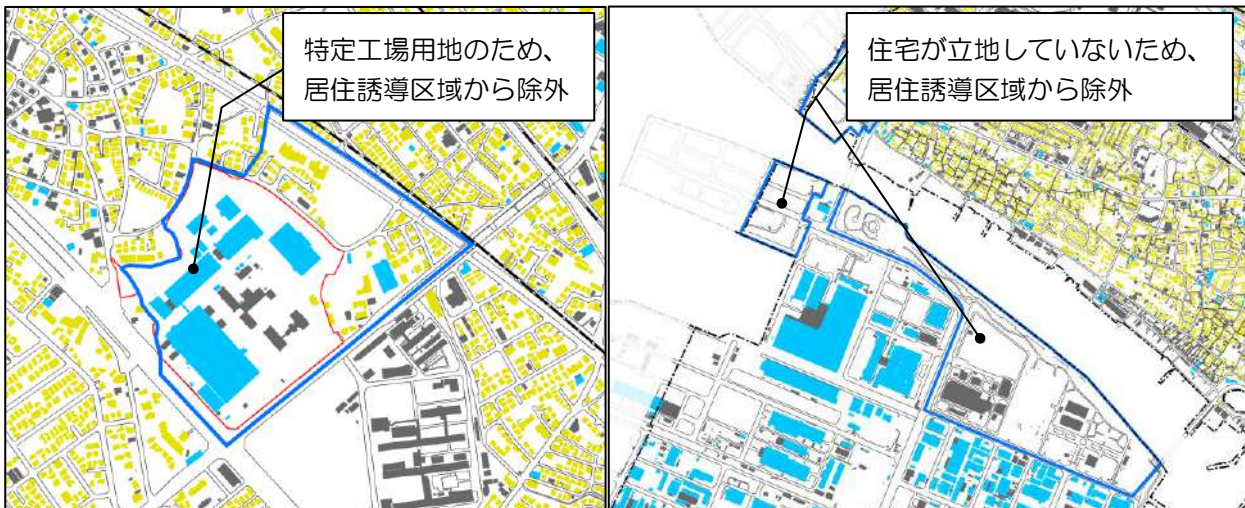 特定工場用地のため、
居住誘導区域から除外
住宅が立地していないため、
居住誘導区域から除外